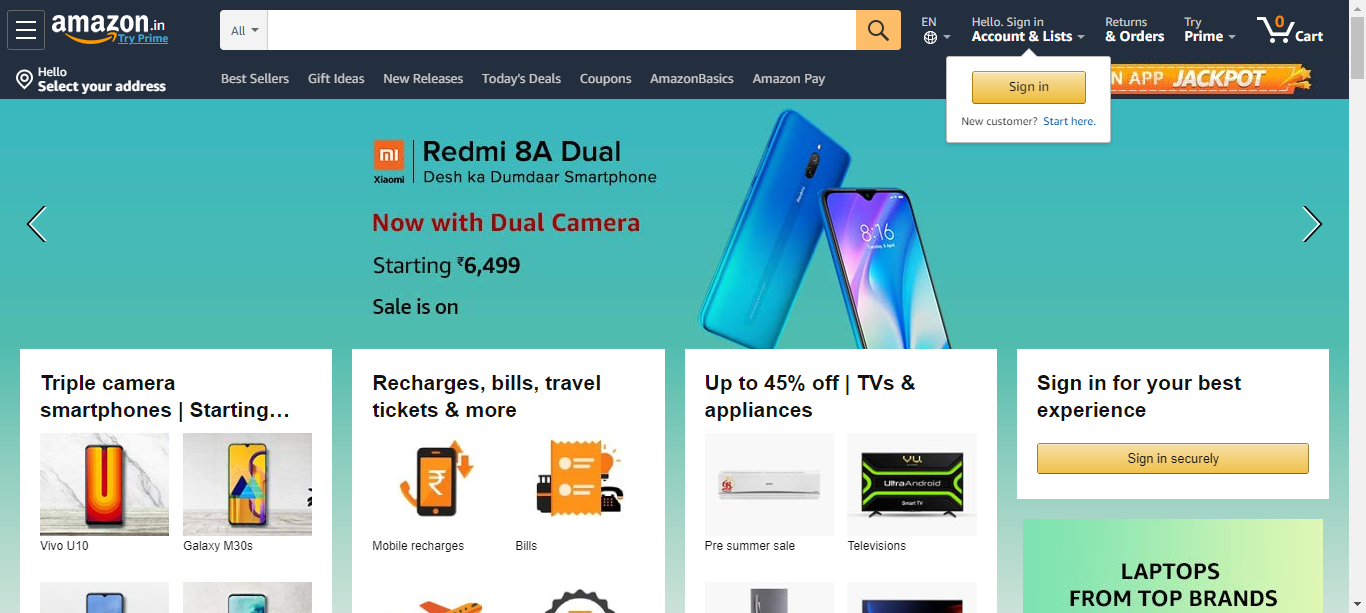 amazon.in
Try Prime
All
EN
Hello. Sign in
Account & Lists
Returns
& Orders
Try
Prime
0
Cart
Hello
Select your address
Best Sellers
Gift Ideas
New Releases
Today's Deals
Coupons
AmazonBasics
Amazon Pay
N APP JACKPOT
Sign in
New customer? Start here.
mi
Xiaomi
Redmi 8A Dual
Desh ka Dumdaar Smartphone
Now with Dual Camera
Starting ₹6,499
Sale is on
8:16
Redmi
Triple camera
smartphones | Starting…
Vivo U10
Galaxy M30s
Recharges, bills, travel
tickets & more
₹
Mobile recharges
Bills
Up to 45% off | TVs &
appliances
VU
UltraAndroid
Smart TV
Pre summer sale
Televisions
Sign in for your best
experience
Sign in securely
LAPTOPS
FROM TOP BRANDS